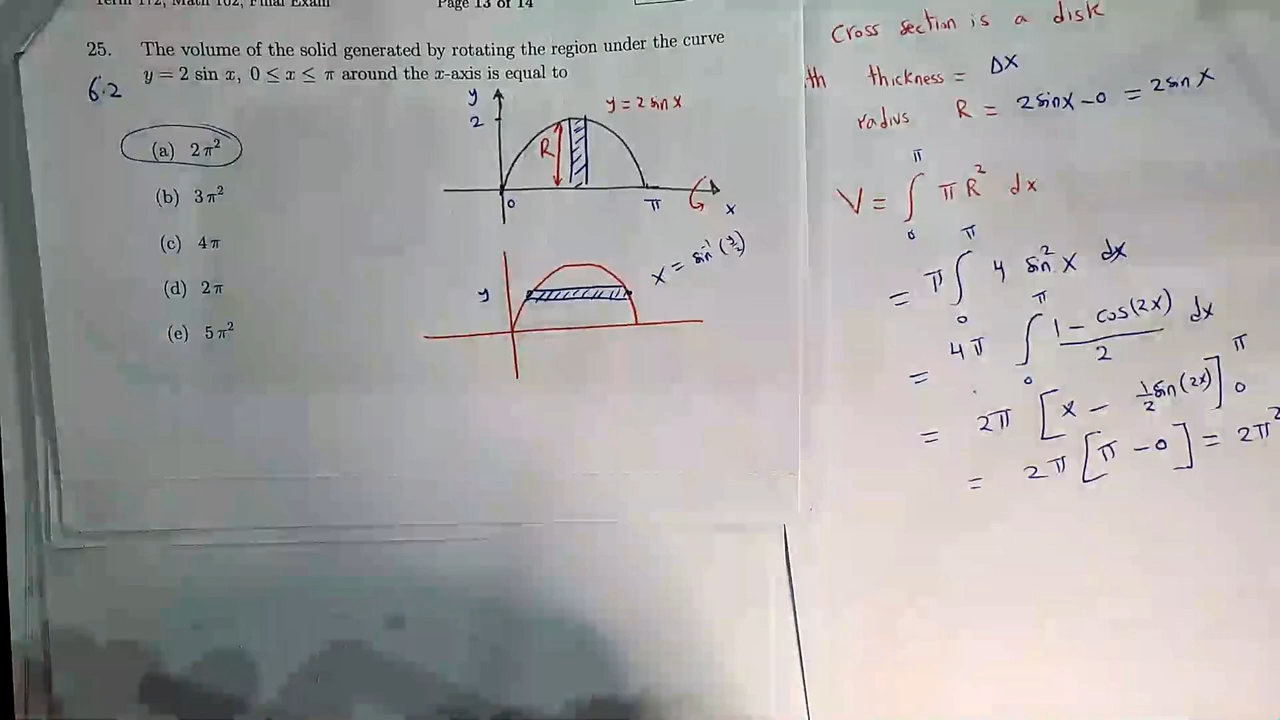 Term 172, Math 102, Final Exam
Page 13 of 14
25. The volume of the solid generated by rotating the region under the curve
y = 2 sin x, 0 ≤ x ≤ π around the x-axis is equal to
6.2
(a) 2π²
(b) 3π²
(c) 4π
(d) 2π
(e) 5π²
y
2
y = 2 sin x
R
0
π
x
y
x = sin⁻¹(y/2)
Cross section is a disk
th thickness = Δx
radius R = 2sinx - 0 = 2sin x
V = ∫₀^π π R² dx
= π ∫₀^π 4 sin² x dx
= 4π ∫₀^π (1 - cos(2x))/2 dx
= 2π [x - 1/2 sin(2x)]₀^π
= 2π [π - 0] = 2π²